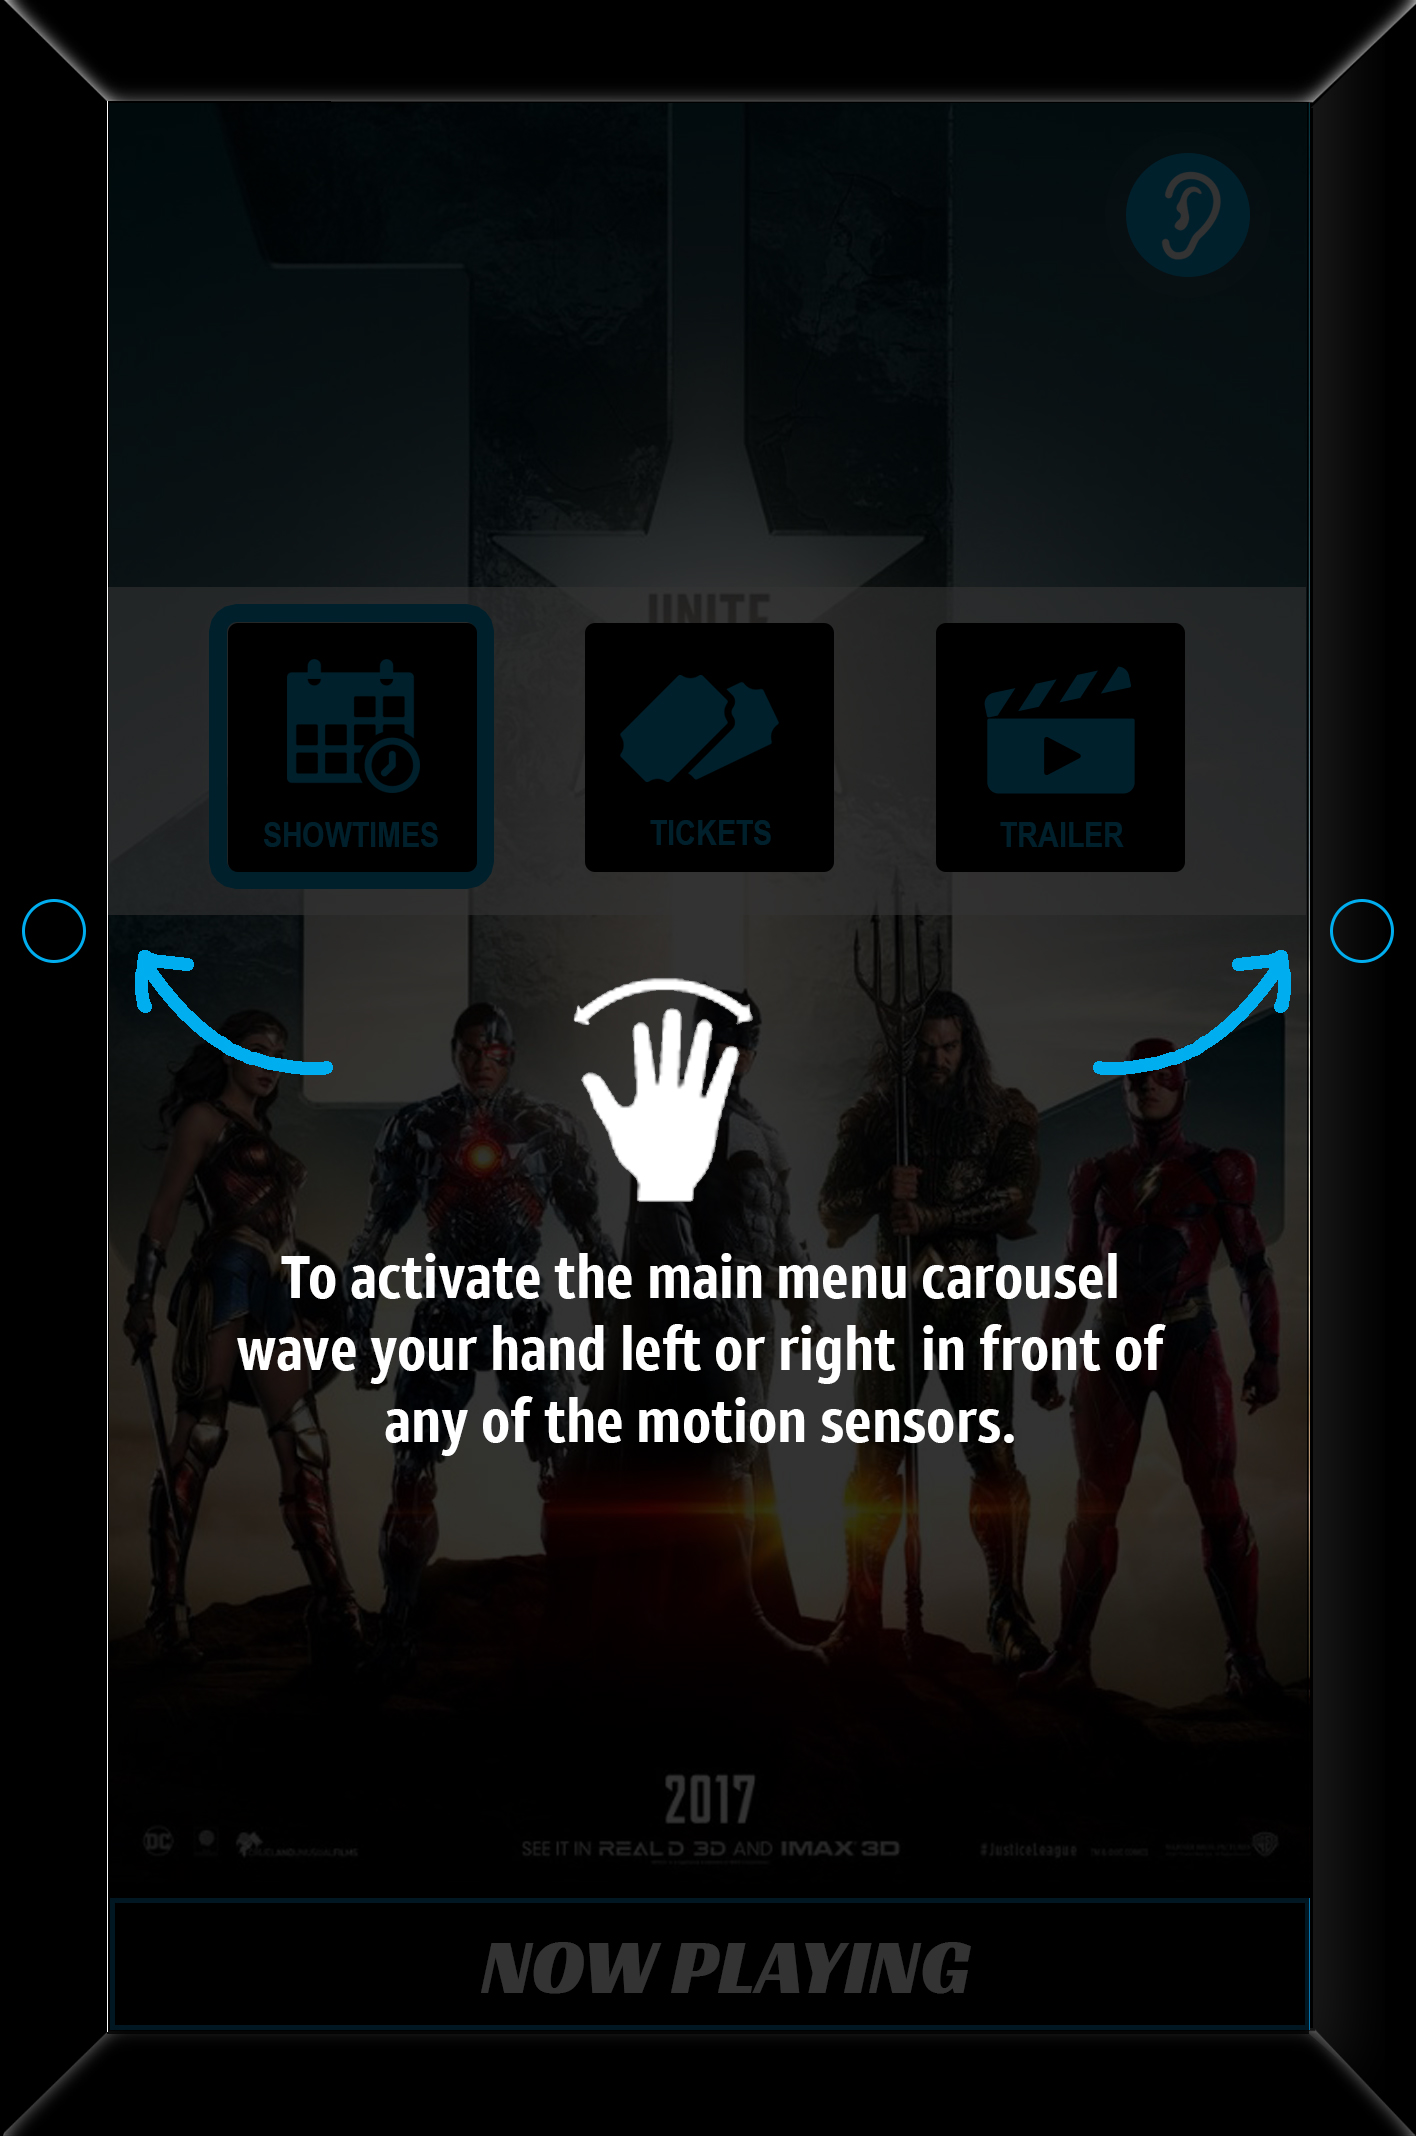 UNITE
SHOWTIMES
TICKETS
TRAILER
To activate the main menu carousel
wave your hand left or right  in front of
any of the motion sensors.
2017
DC
SEE IT IN REAL D 3D AND IMAX 3D
#JusticeLeague
NOW PLAYING